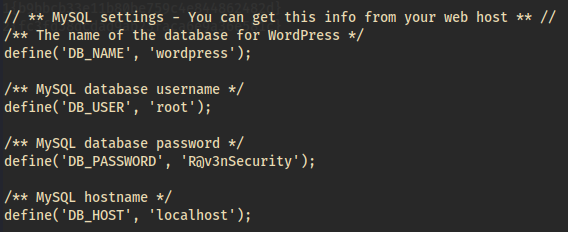 // ** MySQL settings - You can get this info from your web host ** //
/** The name of the database for WordPress */
define('DB_NAME', 'wordpress');
/** MySQL database username */
define('DB_USER', 'root');
/** MySQL database password */
define('DB_PASSWORD', 'R@v3nSecurity');
/** MySQL hostname */
define('DB_HOST', 'localhost');